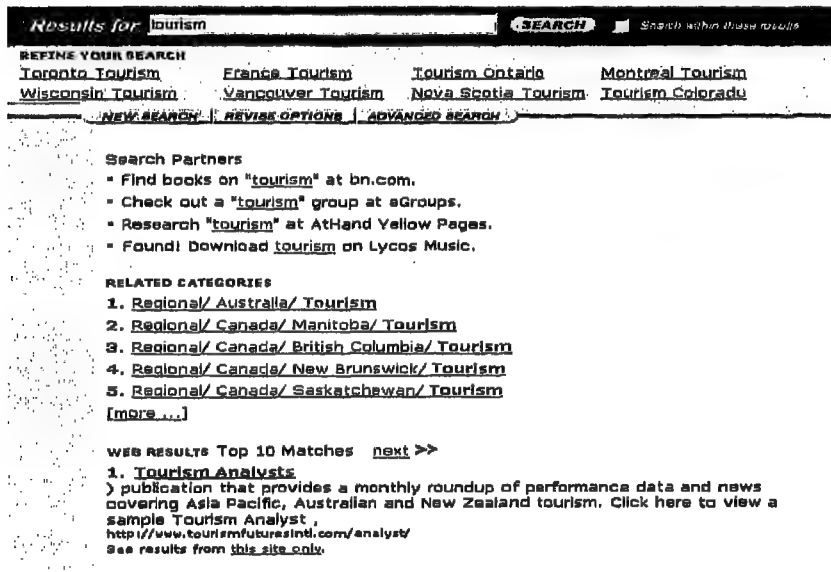 Results for tourism SEARCH Search within these results
REFINE YOUR SEARCH
Toronto Tourism France Tourism Tourism Ontario Montreal Tourism
Wisconsin Tourism Vancouver Tourism Nova Scotia Tourism Tourism Colorado
NEW SEARCH | REVISE OPTIONS | ADVANCED SEARCH
Search Partners
▪ Find books on "tourism" at bn.com.
▪ Check out a "tourism" group at eGroups.
▪ Research "tourism" at AtHand Yellow Pages.
▪ Found! Download tourism on Lycos Music.
RELATED CATEGORIES
1. Regional/ Australia/ Tourism
2. Regional/ Canada/ Manitoba/ Tourism
3. Regional/ Canada/ British Columbia/ Tourism
4. Regional/ Canada/ New Brunswick/ Tourism
5. Regional/ Canada/ Saskatchewan/ Tourism
[more ...]
WEB RESULTS Top 10 Matches next >>
1. Tourism Analysts
) publication that provides a monthly roundup of performance data and news
covering Asia Pacific, Australian and New Zealand tourism. Click here to view a
sample Tourism Analyst ,
http://www.tourismfuturesintl.com/analyst/
See results from this site only.